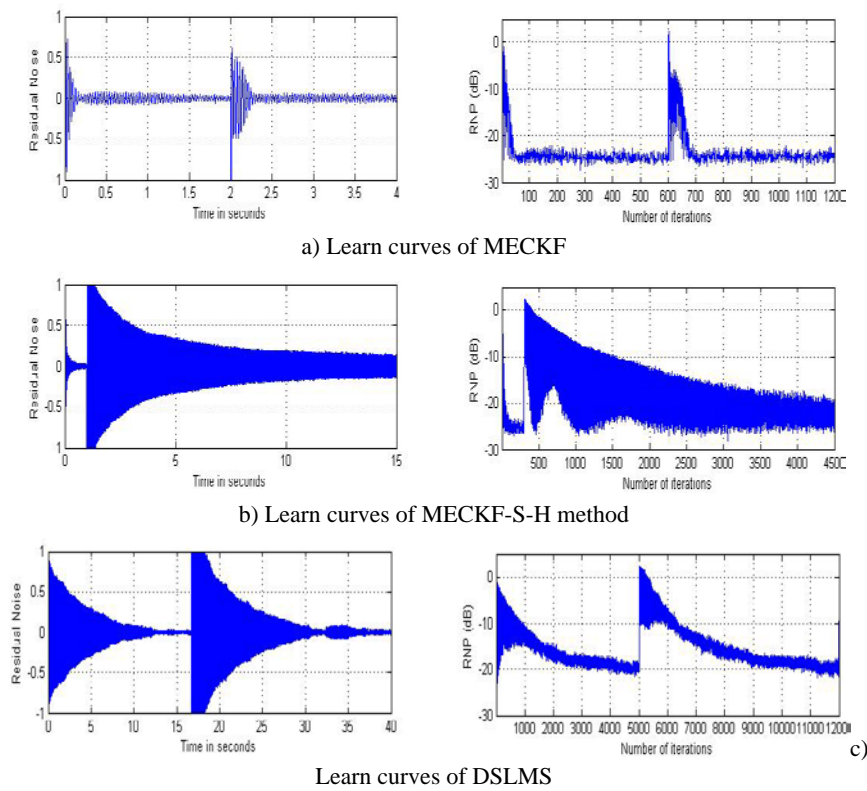 1
0.5
0
-0.5
1
Residual Noise
0 0.5 1 1.5 2 2.5 3 3.5 4
Time in seconds
0
-10
-20
-30
RNP (dB)
100 200 300 400 500 600 700 800 900 1000 1100 120
Number of iterations
a) Learn curves of MECKF
1
0.5
0
-0.5
1
Residual Noise
0 5 10 15
Time in seconds
0
-10
-20
-30
RNP (dB)
500 1000 1500 2000 2500 3000 3500 4000 450
Number of iterations
b) Learn curves of MECKF-S-H method
1
0.5
0
-0.5
-1
Residual Noise
0 5 10 15 20 25 30 35 40
Time in seconds
0
-10
-20
-30
RNP (dB)
1000 2000 3000 4000 5000 6000 7000 8000 9000 10000 11000 1200
Number of iterations
c)
Learn curves of DSLMS